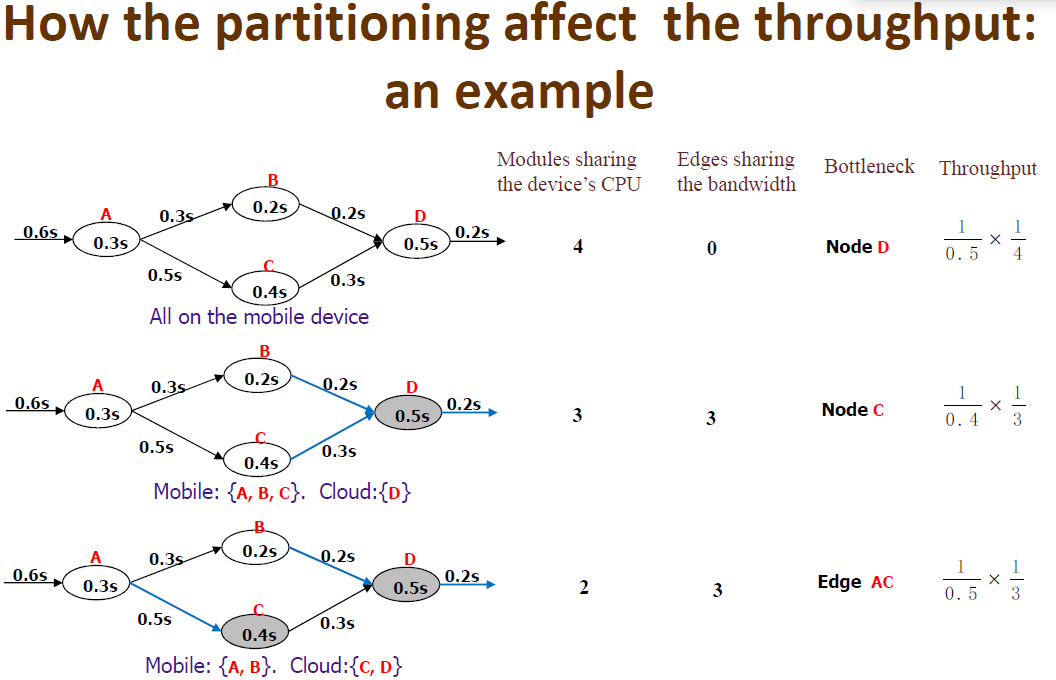 How the partitioning affect the throughput:
an example
Modules sharing
the device's CPU
Edges sharing
the bandwidth
Bottleneck
Throughput
A
B
C
D
0.6s
0.3s
0.3s
0.2s
0.2s
0.5s
0.2s
0.5s
0.4s
0.3s
All on the mobile device
4
0
Node D
1/0.5 × 1/4
A
B
C
D
0.6s
0.3s
0.3s
0.2s
0.2s
0.5s
0.2s
0.5s
0.4s
0.3s
Mobile: {A, B, C}. Cloud:{D}
3
3
Node C
1/0.4 × 1/3
A
B
C
D
0.6s
0.3s
0.3s
0.2s
0.2s
0.5s
0.2s
0.5s
0.4s
0.3s
Mobile: {A, B}. Cloud:{C, D}
2
3
Edge AC
1/0.5 × 1/3